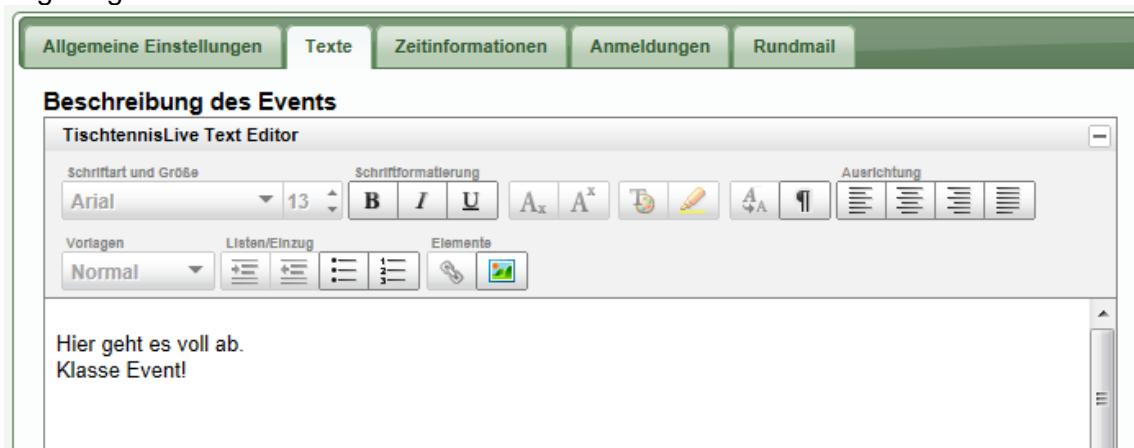 Allgemeine Einstellungen Texte Zeitinformationen Anmeldungen Rundmail
Beschreibung des Events
TischtennisLive Text Editor
Schriftart und Größe Schriftformatierung Ausrichtung
Arial 13 B I U Ax A^x A A ¶
Vorlagen Listen/Einzug Elemente
Normal
Hier geht es voll ab.
Klasse Event!